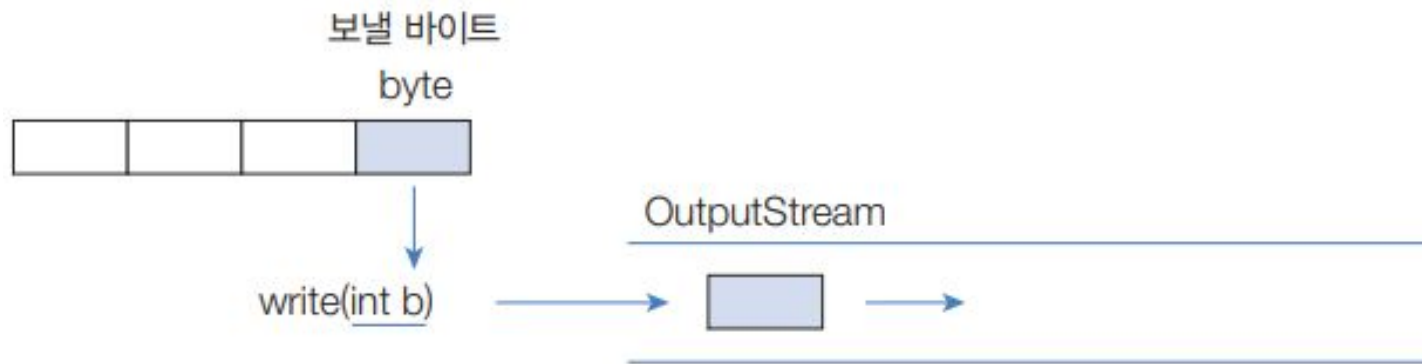 보낼 바이트
byte
OutputStream
write(int b)